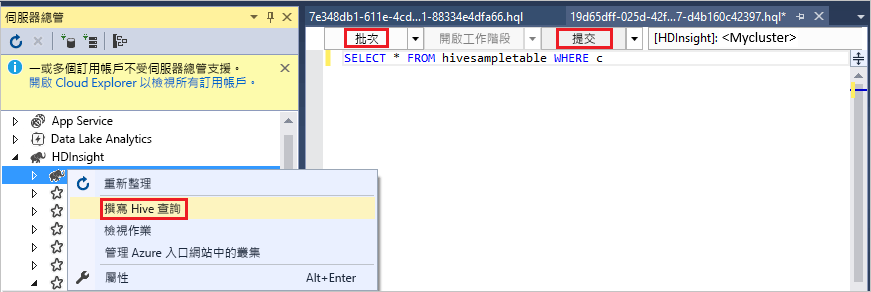 伺服器總管
一或多個訂用帳戶不受伺服器總管支援。
開啟 Cloud Explorer 以檢視所有訂用帳戶。
App Service
Data Lake Analytics
HDInsight
重新整理
撰寫 Hive 查詢
檢視作業
管理 Azure 入口網站中的叢集
屬性 Alt+Enter
7e348db1-611e-4cd...1-88334e4dfa66.hql
19d65dff-025d-42f...7-d4b160c42397.hql*
批次 開啟工作階段 提交 [HDInsight]: <Mycluster>
SELECT * FROM hivesampletable WHERE c